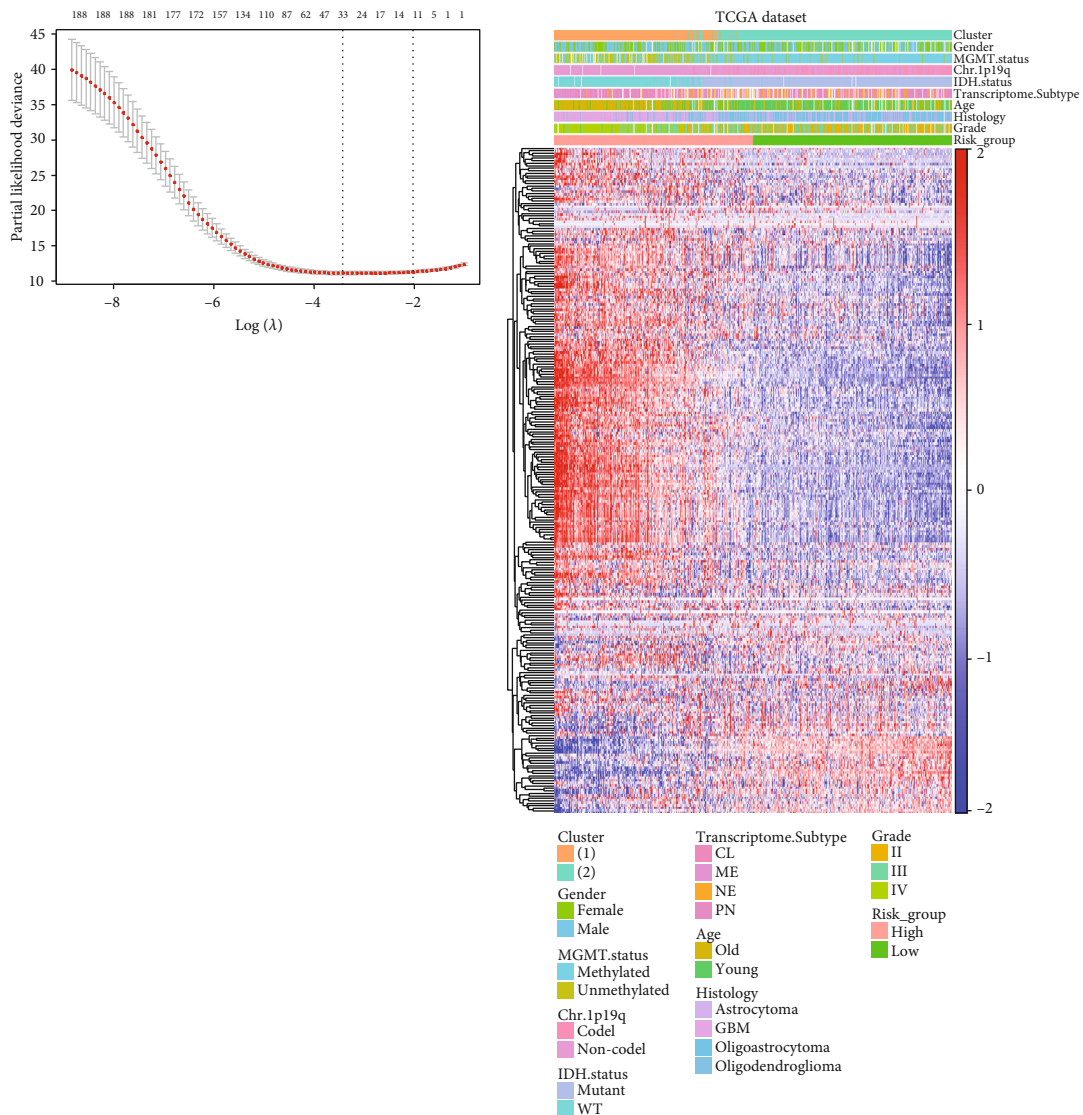 188 188 188 181 177 172 157 134 110 87 62 47 33 24 17 14 11 5 1 1
45
40
35
30
25
20
15
10
Partial likelihood deviance
−8 −6 −4 −2
Log (λ)
TCGA dataset
Cluster
Gender
MGMT.status
Chr.1p19q
IDH.status
Transcriptome.Subtype
Age
Histology
Grade
Risk_group
2
1
0
−1
−2
Cluster
(1)
(2)
Gender
Female
Male
MGMT.status
Methylated
Unmethylated
Chr.1p19q
Codel
Non-codel
IDH.status
Mutant
WT
Transcriptome.Subtype
CL
ME
NE
PN
Age
Old
Young
Histology
Astrocytoma
GBM
Oligoastrocytoma
Oligodendroglioma
Grade
II
III
IV
Risk_group
High
Low